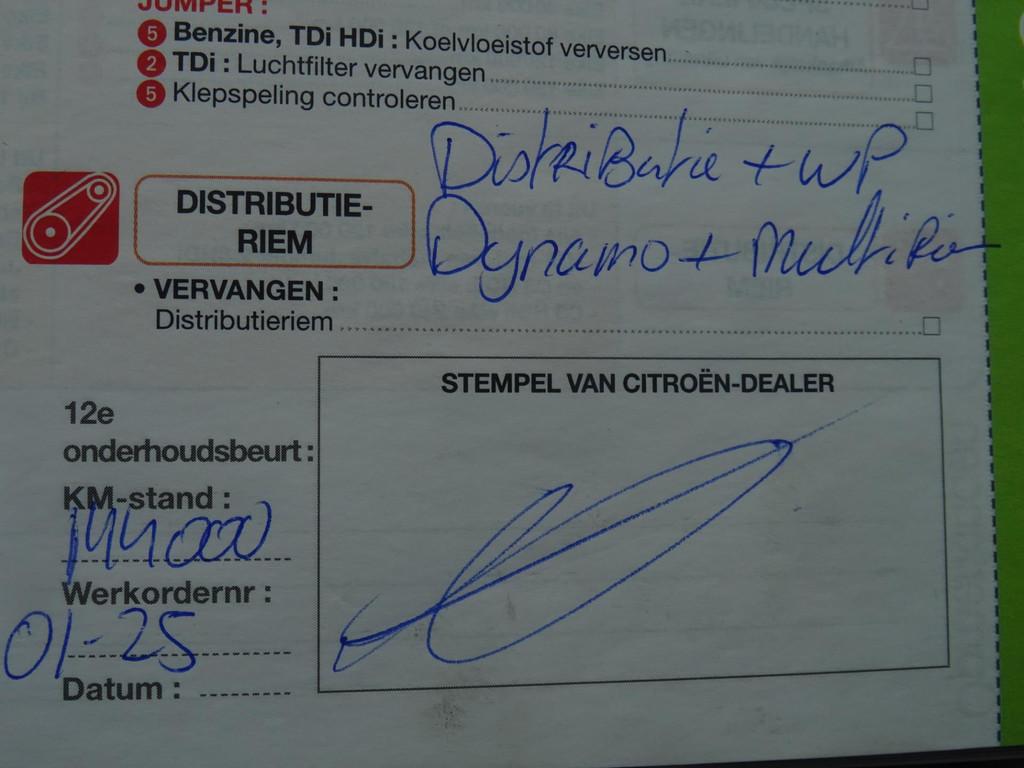 JUMPER :
5 Benzine, TDi HDi : Koelvloeistof verversen
2 TDi : Luchtfilter vervangen
5 Klepspeling controleren
Distributie + WP
DISTRIBUTIE-
RIEM
Dynamo +
• VERVANGEN :
Distributieriem
STEMPEL VAN CITROËN-DEALER
12e
onderhoudsbeurt :
KM-stand :
144000
Werkordernr :
01-25
Datum :